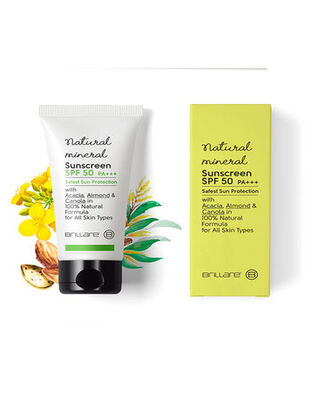 Natural
mineral
Sunscreen
SPF 50 PA+++
Safest Sun Protection
with
Acacia, Almond &
Canola in
100% Natural
Formula
for All Skin Types
Brillare B
Natural
mineral
Sunscreen
SPF 50 PA+++
Safest Sun Protection
with
Acacia, Almond &
Canola in
100% Natural
Formula
for All Skin Types
Brillare B